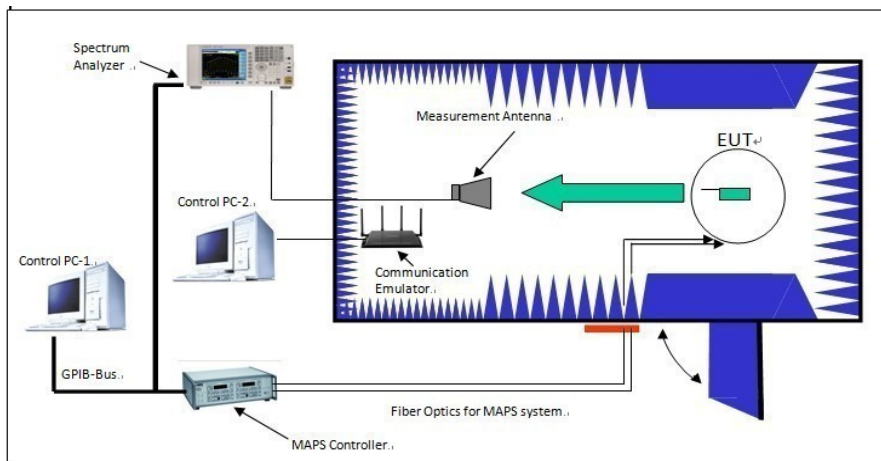 Spectrum
Analyzer
Measurement Antenna
EUT
Control PC-2
Control PC-1
Communication
Emulator
GPIB-Bus
Fiber Optics for MAPS system
MAPS Controller